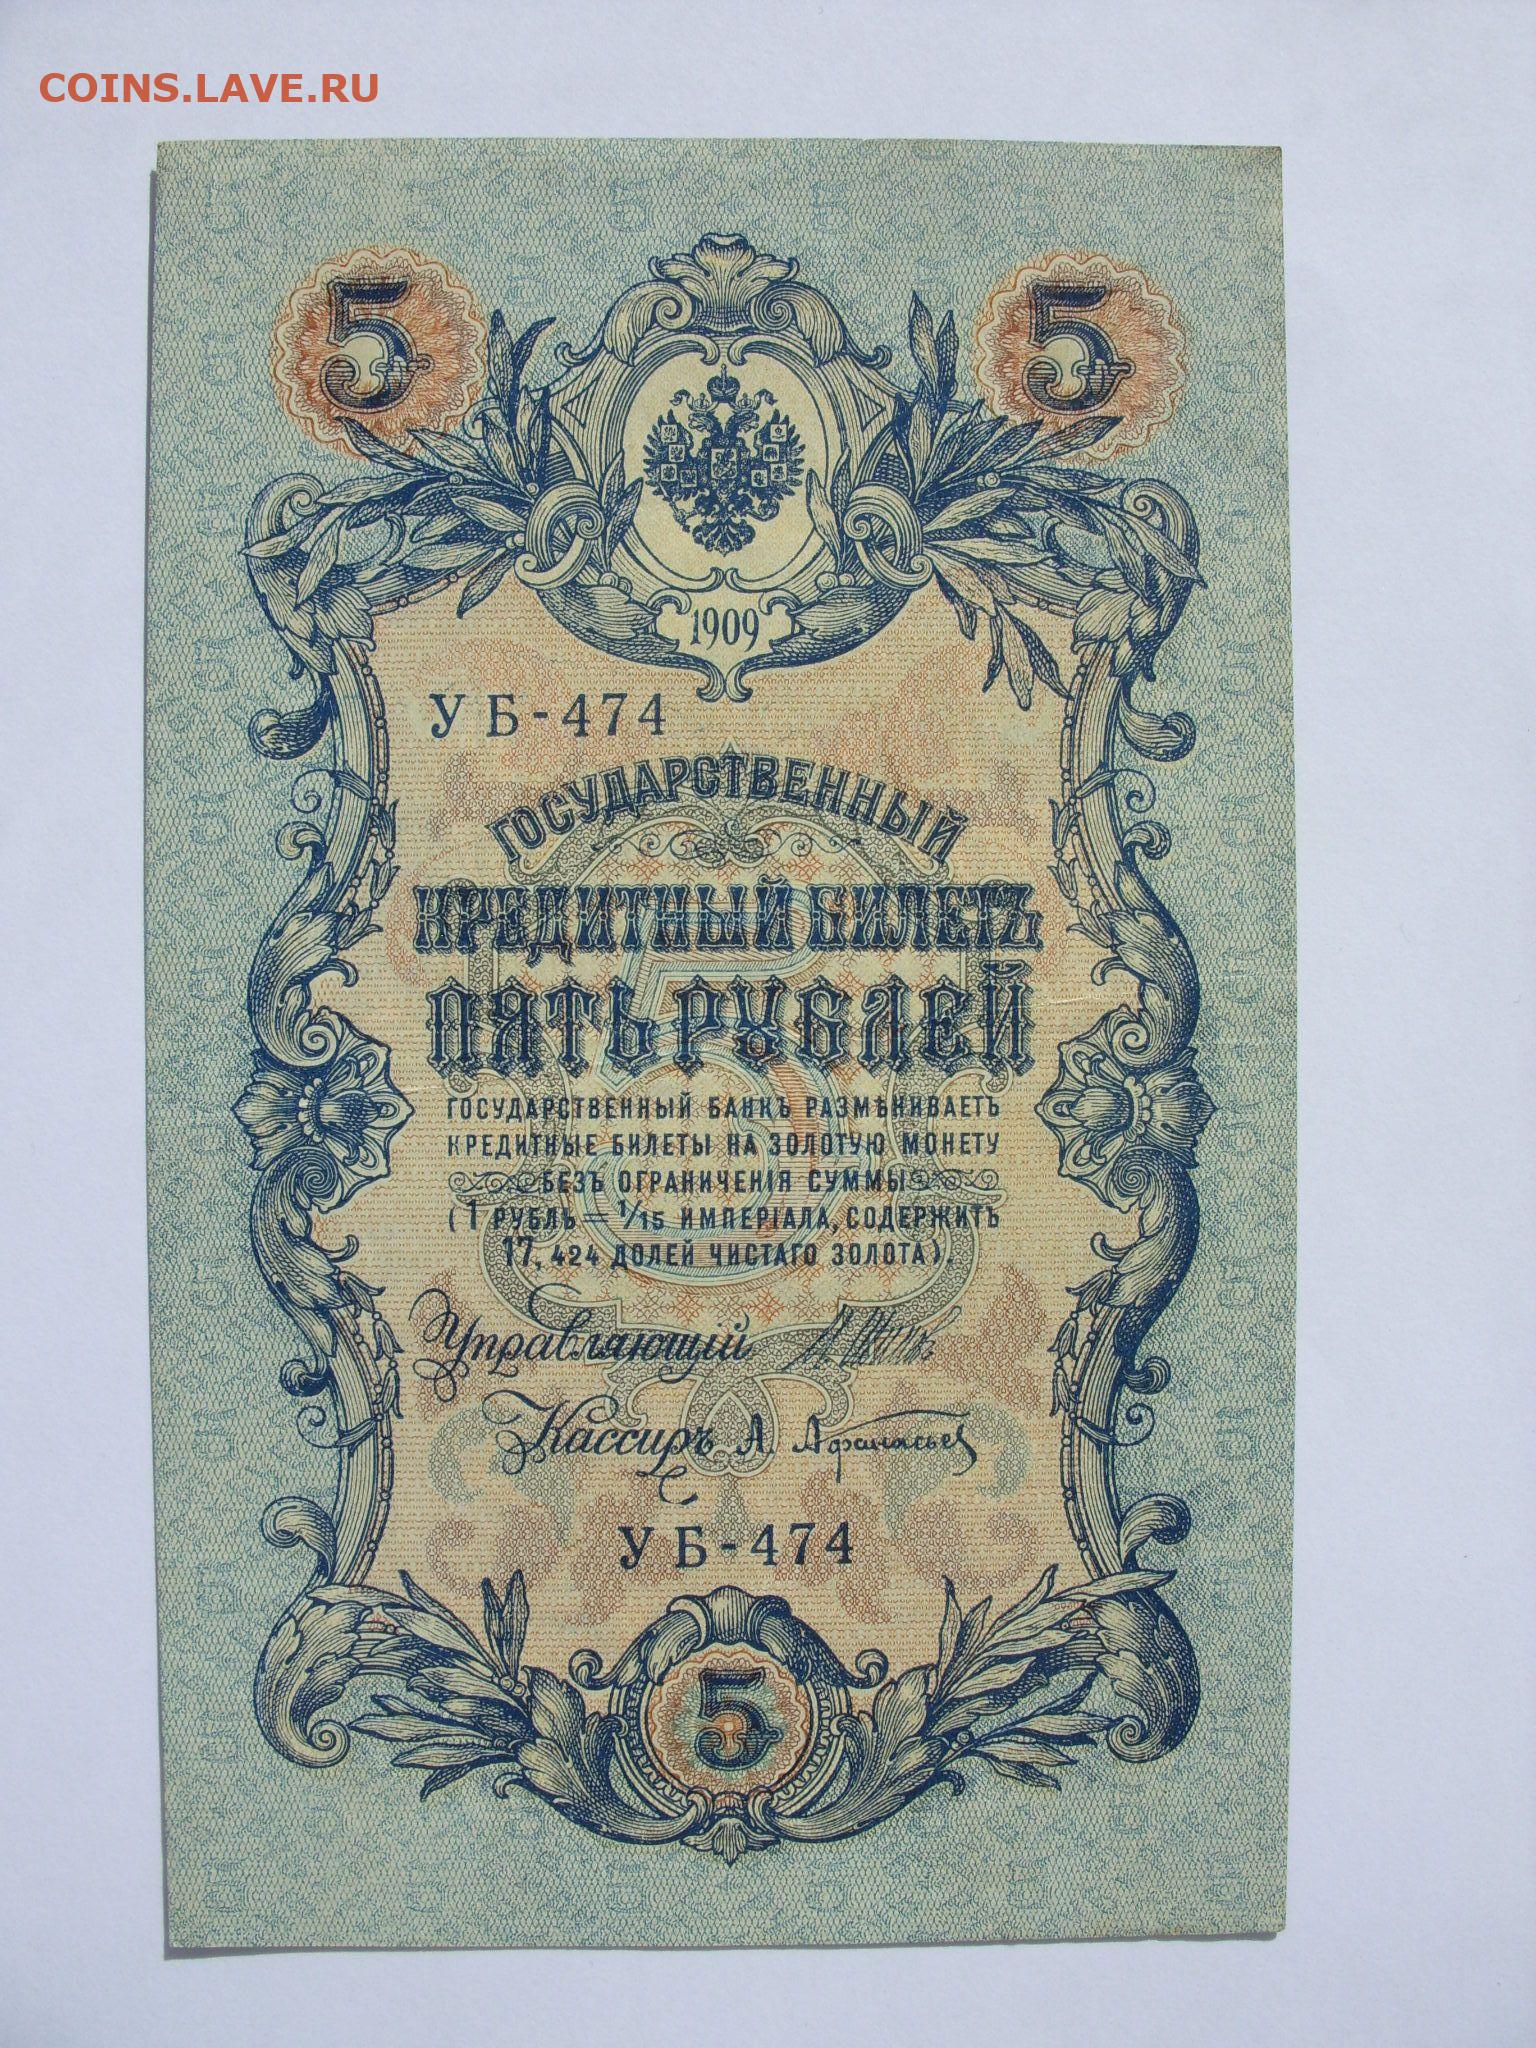 COINS.LAVE.RU
5 5
1909
УБ-474
ГОСУДАРСТВЕННЫЙ
КРЕДИТНЫЙ БИЛЕТЪ
ПЯТЬ РУБЛЕЙ
ГОСУДАРСТВЕННЫЙ БАНКЪ РАЗМѢНИВАЕТЪ
КРЕДИТНЫЕ БИЛЕТЫ НА ЗОЛОТУЮ МОНЕТУ
БЕЗЪ ОГРАНИЧЕНІЯ СУММЫ
(1 РУБЛЬ = 1/15 ИМПЕРІАЛА, СОДЕРЖИТЪ
17,424 ДОЛЕЙ ЧИСТАГО ЗОЛОТА).
Управляющій
Кассиръ А. Афанасьев
УБ-474
5